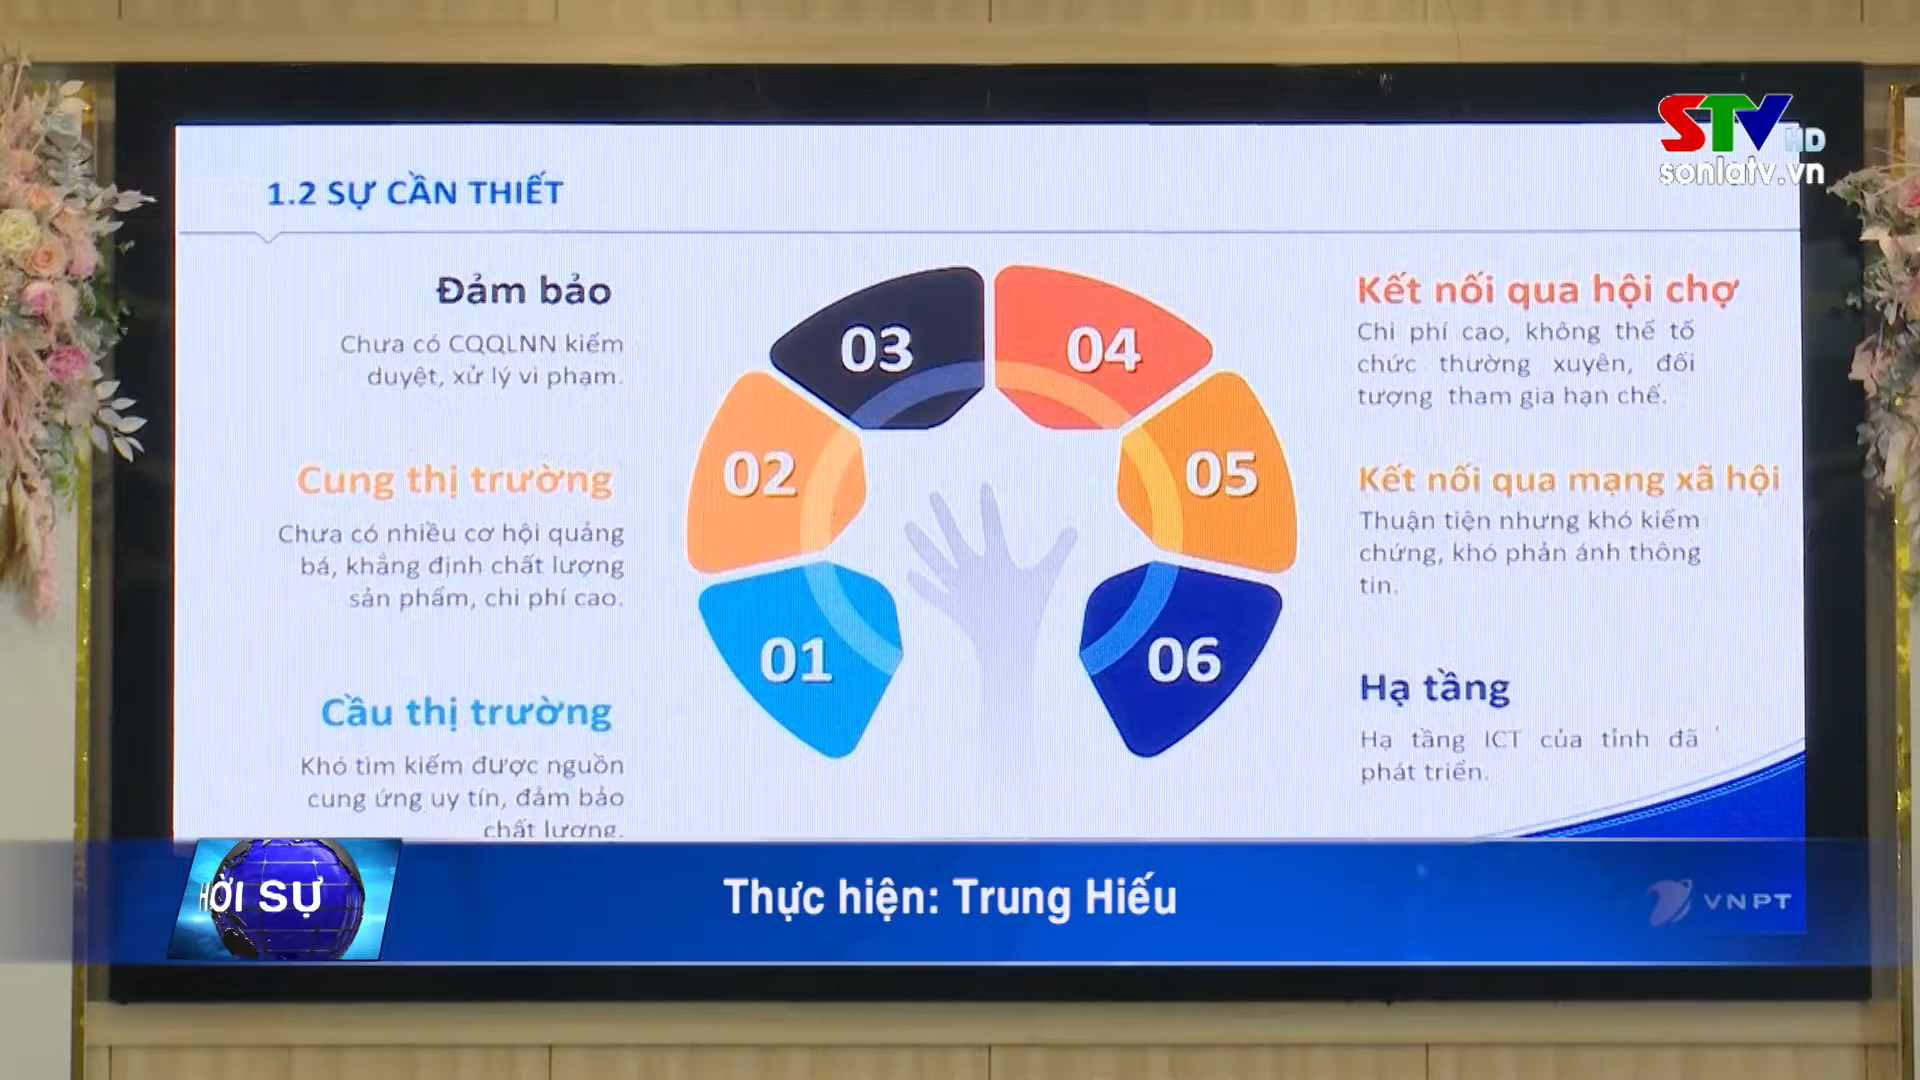 STV HD
sonlatv.vn
1.2 SỰ CẦN THIẾT
Đảm bảo
Chưa có CQQLNN kiểm
duyệt, xử lý vi phạm.
Cung thị trường
Chưa có nhiều cơ hội quảng
bá, khẳng định chất lượng
sản phẩm, chi phí cao.
Cầu thị trường
Khó tìm kiếm được nguồn
cung ứng uy tín, đảm bảo
chất lượng.
03
04
02
05
01
06
Kết nối qua hội chợ
Chi phí cao, không thể tổ
chức thường xuyên, đối
tượng tham gia hạn chế.
Kết nối qua mạng xã hội
Thuận tiện nhưng khó kiểm
chứng, khó phản ánh thông
tin.
Hạ tầng
Hạ tầng ICT của tỉnh đã
phát triển.
HỜI SỰ
Thực hiện: Trung Hiếu
VNPT